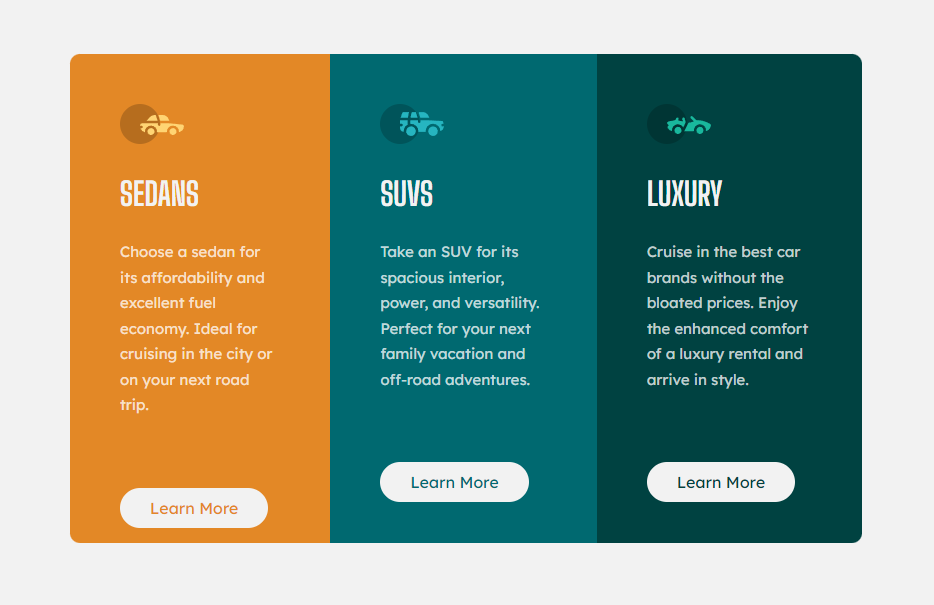 SEDANS
Choose a sedan for
its affordability and
excellent fuel
economy. Ideal for
cruising in the city or
on your next road
trip.
Learn More
SUVS
Take an SUV for its
spacious interior,
power, and versatility.
Perfect for your next
family vacation and
off-road adventures.
Learn More
LUXURY
Cruise in the best car
brands without the
bloated prices. Enjoy
the enhanced comfort
of a luxury rental and
arrive in style.
Learn More